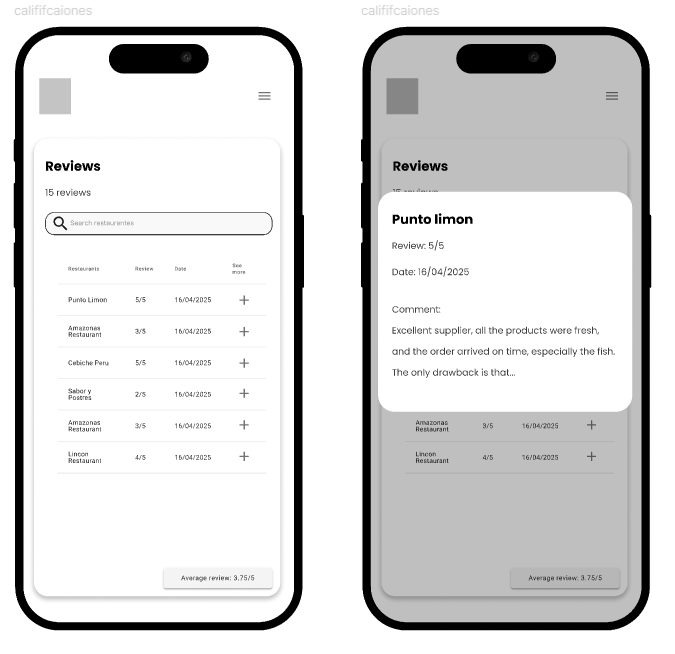 calififcaiones
Reviews
15 reviews
Search restaurentes
Restaurants Review Date See
more
Punto Limon 5/5 16/04/2025
Amazonas
Restaurant 3/5 16/04/2025
Cebiche Peru 5/5 16/04/2025
Sabor y
Postres 2/5 16/04/2025
Amazonas
Restaurant 3/5 16/04/2025
Lincon
Restaurant 4/5 16/04/2025
Average review: 3.75/5
calififcaiones
Reviews
15 reviews
Punto limon
Review: 5/5
Date: 16/04/2025
Comment:
Excellent supplier, all the products were fresh,
and the order arrived on time, especially the fish.
The only drawback is that...
Amazonas
Restaurant 3/5 16/04/2025
Lincon
Restaurant 4/5 16/04/2025
Average review: 3.75/5